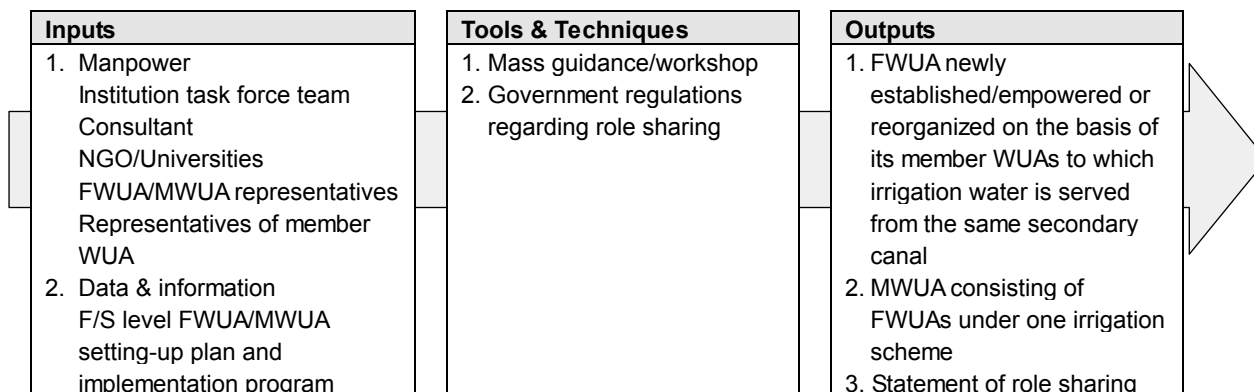 Inputs
1. Manpower
Institution task force team
Consultant
NGO/Universities
FWUA/MWUA representatives
Representatives of member
WUA
2. Data & information
F/S level FWUA/MWUA
setting-up plan and
implementation program
Tools & Techniques
1. Mass guidance/workshop
2. Government regulations
regarding role sharing
Outputs
1. FWUA newly
established/empowered or
reorganized on the basis of
its member WUAs to which
irrigation water is served
from the same secondary
canal
2. MWUA consisting of
FWUAs under one irrigation
scheme
3. Statement of role sharing